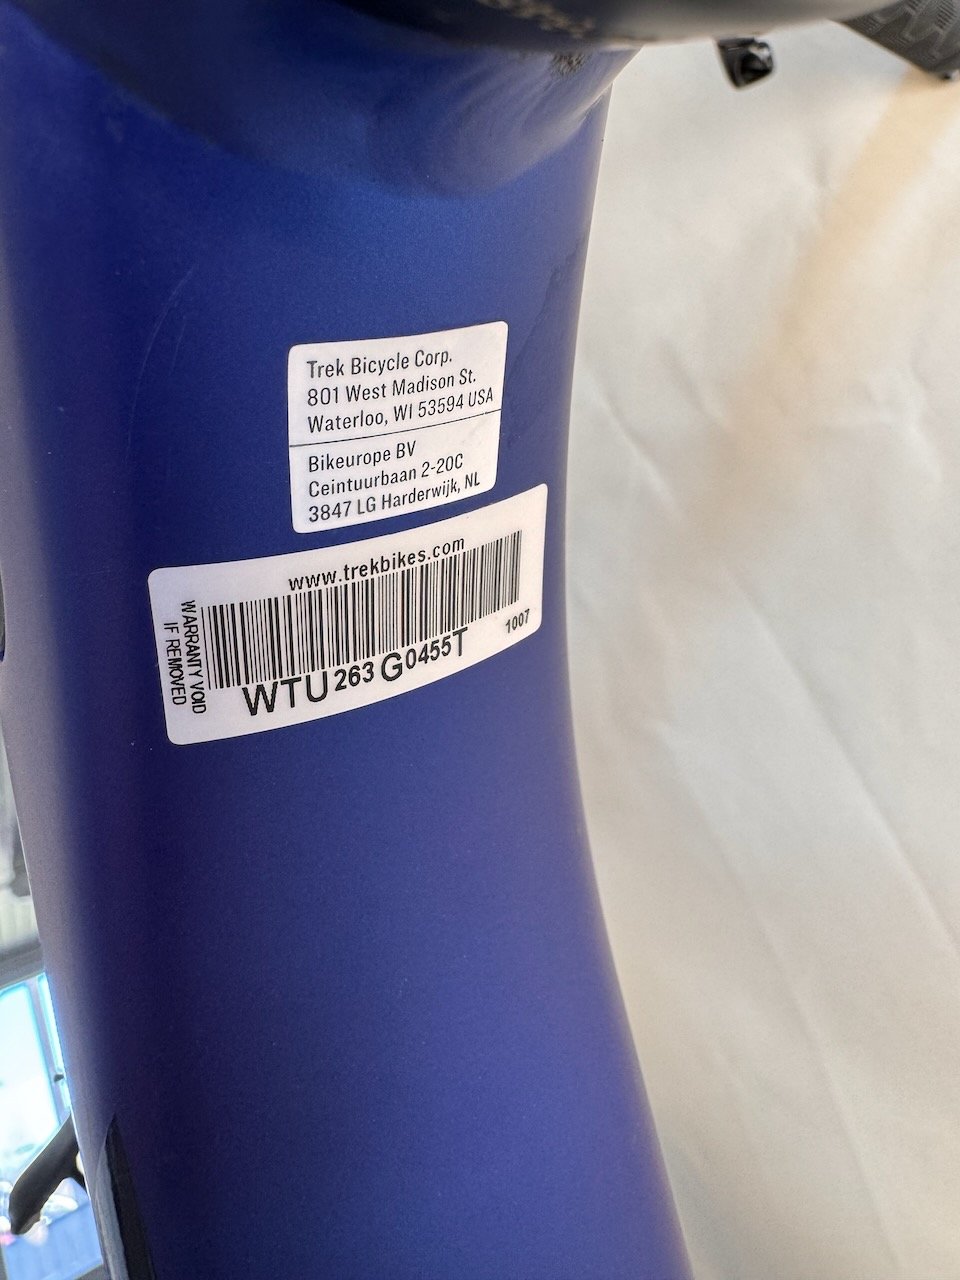 Trek Bicycle Corp.
801 West Madison St.
Waterloo, WI 53594 USA
Bikeurope BV
Ceintuurbaan 2-20C
3847 LG Harderwijk, NL
www.trekbikes.com
WARRANTY VOID
IF REMOVED
WTU263G0455T
1007